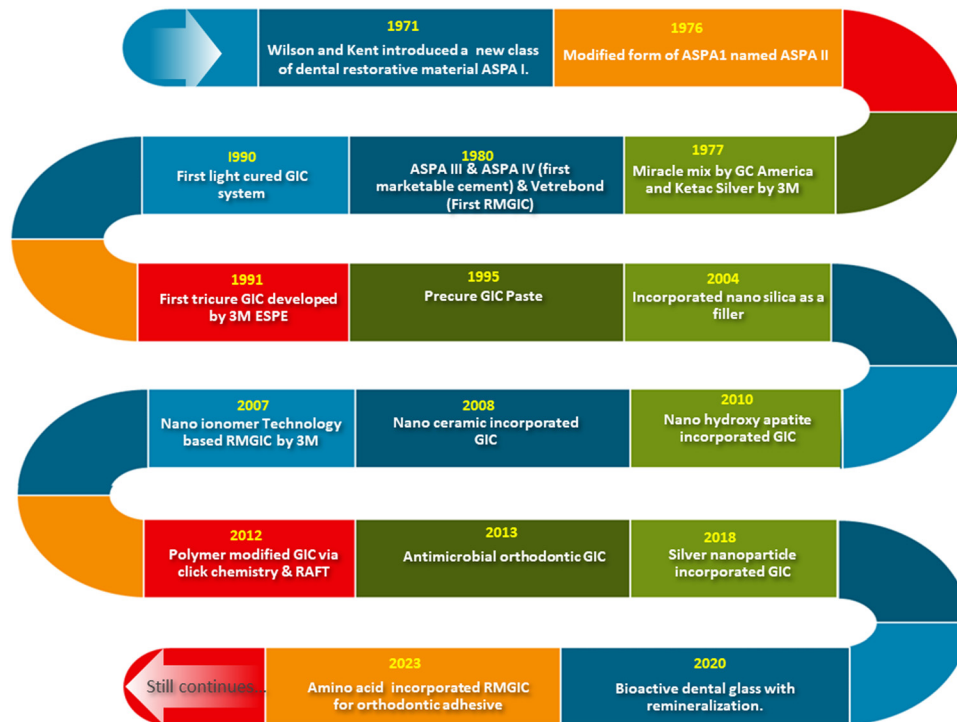 1971
Wilson and Kent introduced a new class
of dental restorative material ASPA I.
1976
Modified form of ASPA1 named ASPA II
1977
Miracle mix by GC America
and Ketac Silver by 3M
1980
ASPA III & ASPA IV (first
marketable cement) & Vetrebond
(First RMGIC)
I990
First light cured GIC
system
1991
First tricure GIC developed
by 3M ESPE
1995
Precure GIC Paste
2004
Incorporated nano silica as a
filler
2010
Nano hydroxy apatite
incorporated GIC
2008
Nano ceramic incorporated
GIC
2007
Nano ionomer Technology
based RMGIC by 3M
2012
Polymer modified GIC via
click chemistry & RAFT
2013
Antimicrobial orthodontic GIC
2018
Silver nanoparticle
incorporated GIC
2020
Bioactive dental glass with
remineralization.
2023
Amino acid incorporated RMGIC
for orthodontic adhesive
Still continues...